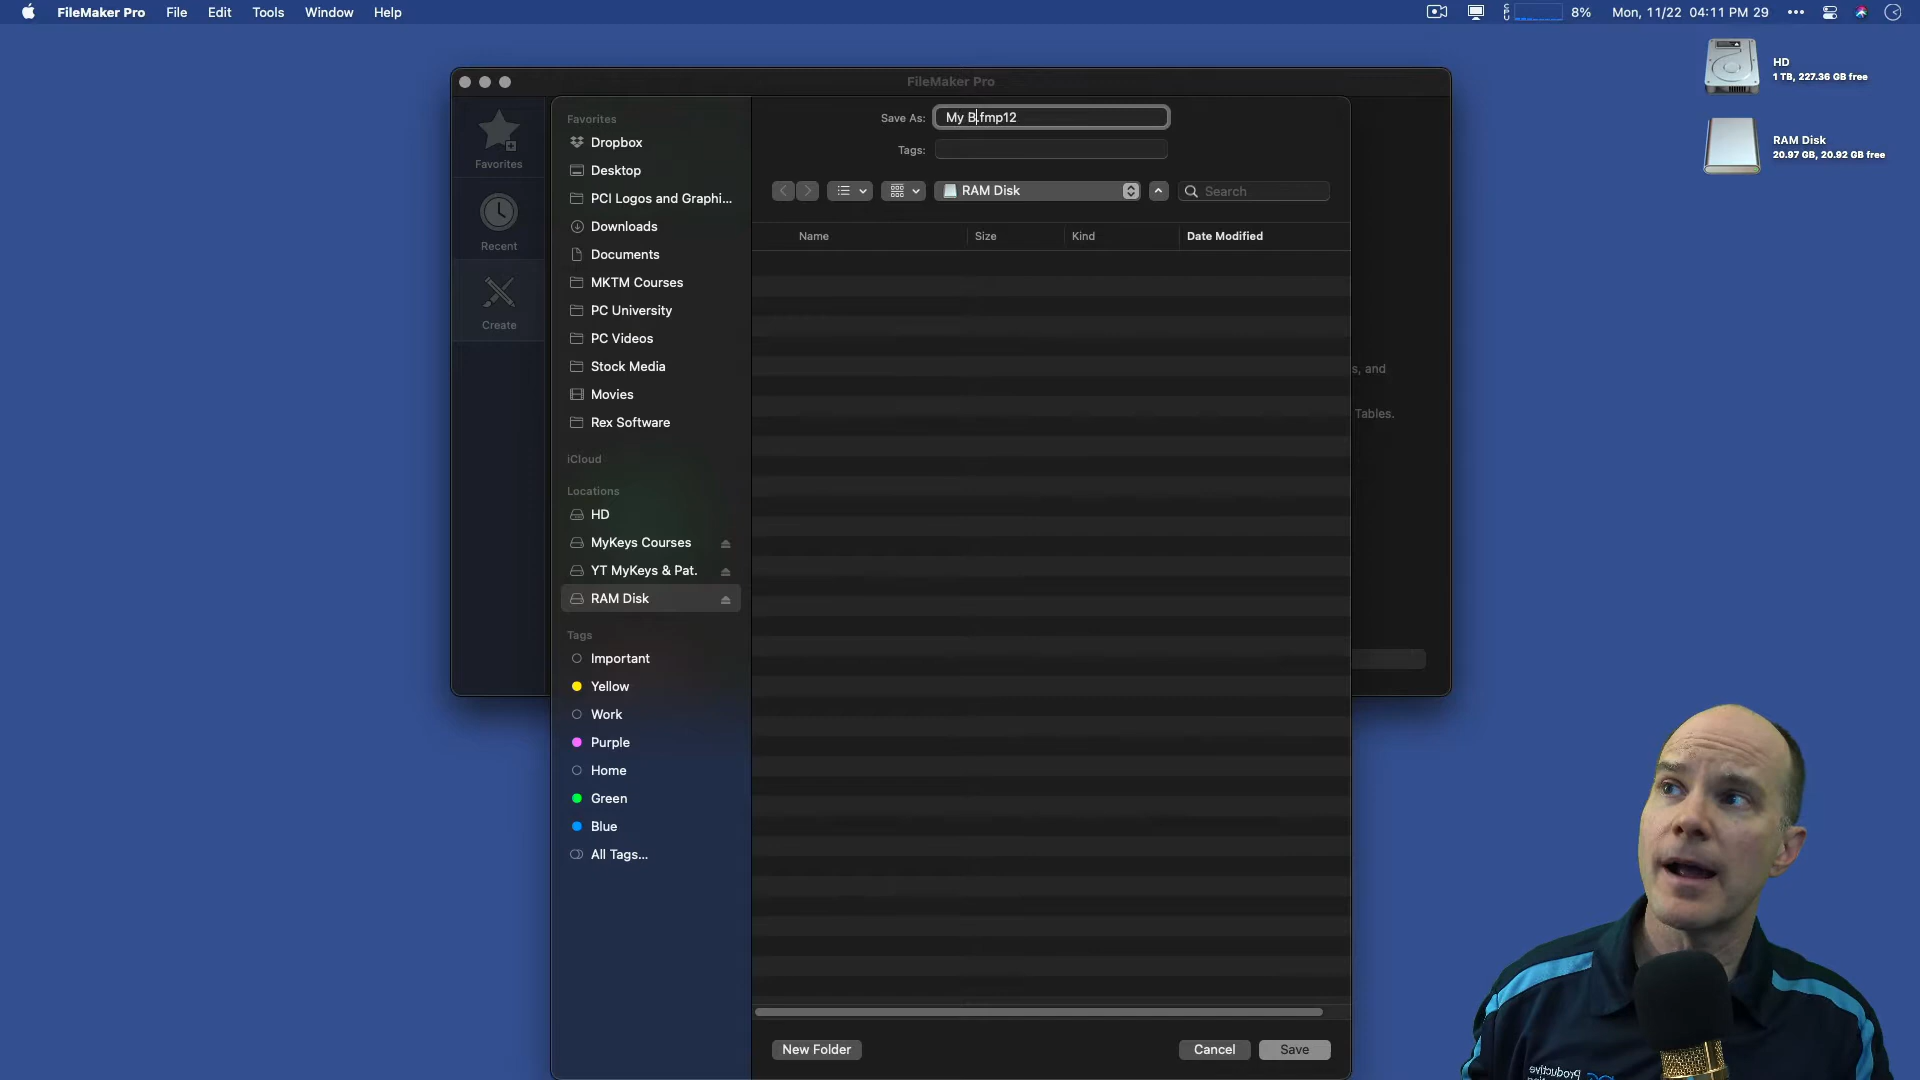 FileMaker Pro File Edit Tools Window Help
8% Mon, 11/22 04:11 PM 29
HD
1 TB, 227.36 GB free
RAM Disk
20.97 GB, 20.92 GB free
FileMaker Pro
Favorites
Recent
Create
Favorites
Dropbox
Desktop
PCI Logos and Graphi...
Downloads
Documents
MKTM Courses
PC University
PC Videos
Stock Media
Movies
Rex Software
iCloud
Locations
HD
MyKeys Courses
YT MyKeys & Pat.
RAM Disk
Tags
Important
Yellow
Work
Purple
Home
Green
Blue
All Tags...
Save As: My B.fmp12
Tags:
RAM Disk
Search
Name Size Kind Date Modified
s, and
Tables.
New Folder Cancel Save
Productive